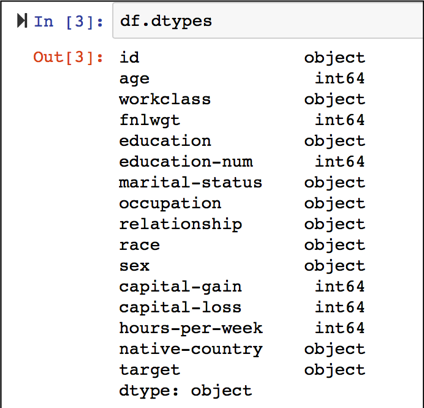 In [3]: df.dtypes
Out[3]: id object
age int64
workclass object
fnlwgt int64
education object
education-num int64
marital-status object
occupation object
relationship object
race object
sex object
capital-gain int64
capital-loss int64
hours-per-week int64
native-country object
target object
dtype: object